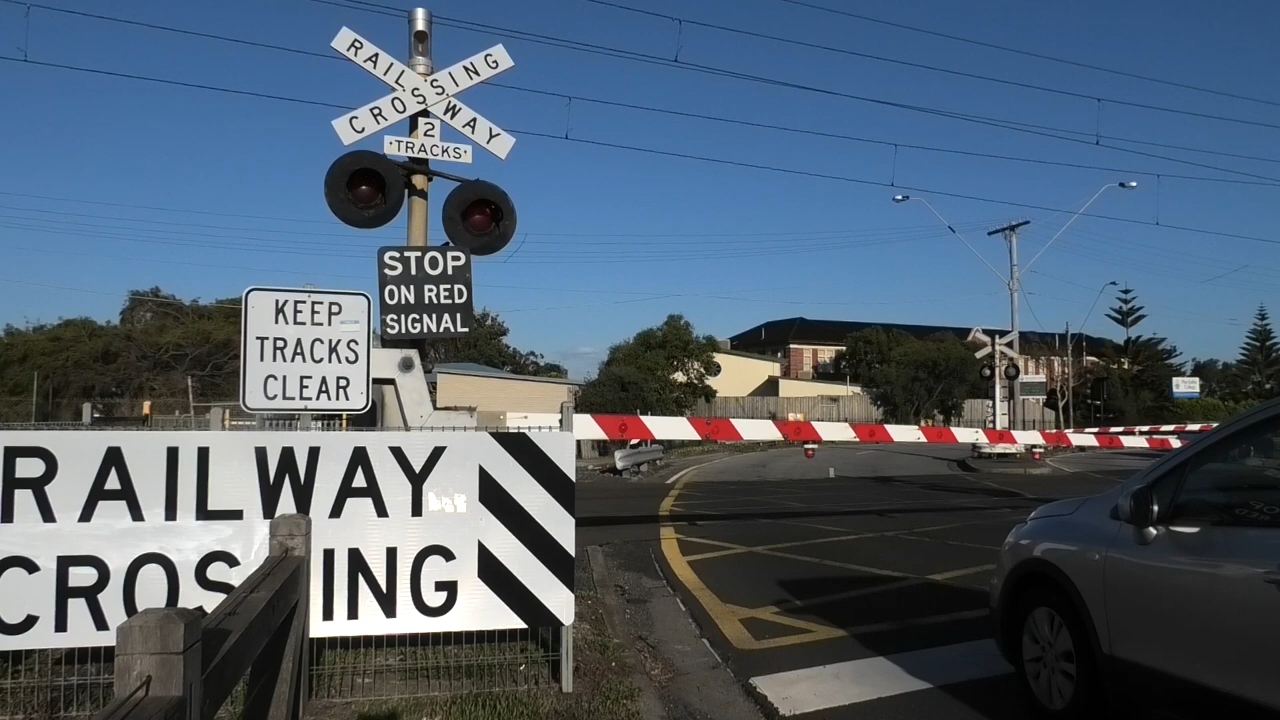 RAILWAY
CROSSING
2
TRACKS
STOP
ON RED
SIGNAL
KEEP
TRACKS
CLEAR
RAILWAY
CROSSING